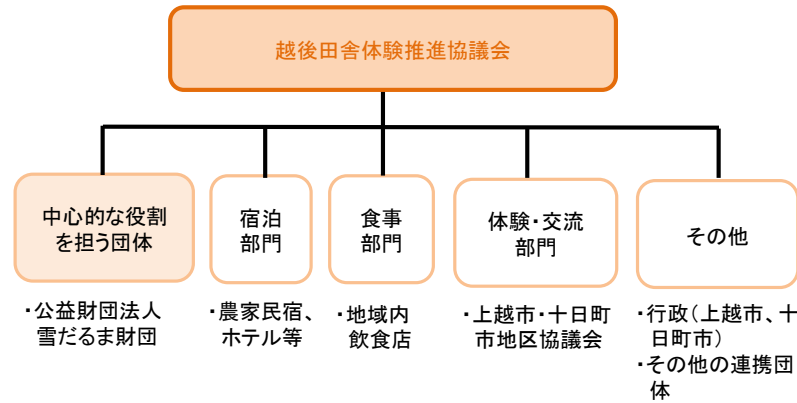 越後田舎体験推進協議会
中心的な役割
を担う団体
宿泊
部門
食事
部門
体験・交流
部門
その他
・公益財団法人
雪だるま財団
・農家民宿、
ホテル等
・地域内
飲食店
・上越市・十日町
市地区協議会
・行政（上越市、十
日町市）
・その他の連携団
体